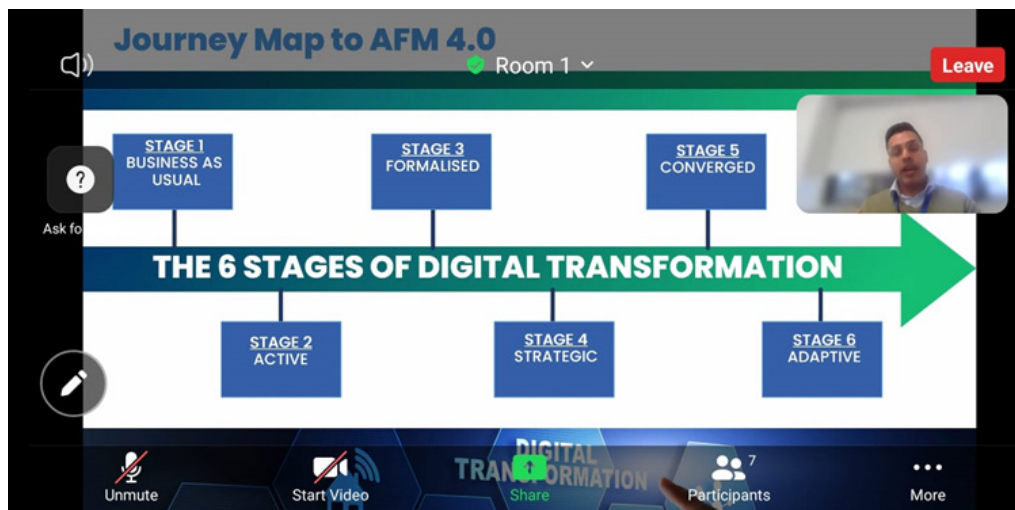 Journey Map to AFM 4.0
Room 1
Leave
STAGE 1
BUSINESS AS
USUAL
STAGE 3
FORMALISED
STAGE 5
CONVERGED
?
Ask fo
THE 6 STAGES OF DIGITAL TRANSFORMATION
STAGE 2
ACTIVE
STAGE 4
STRATEGIC
STAGE 6
ADAPTIVE
DIGITAL
TRANSFORMATION
7
Unmute
Start Video
Share
Participants
More